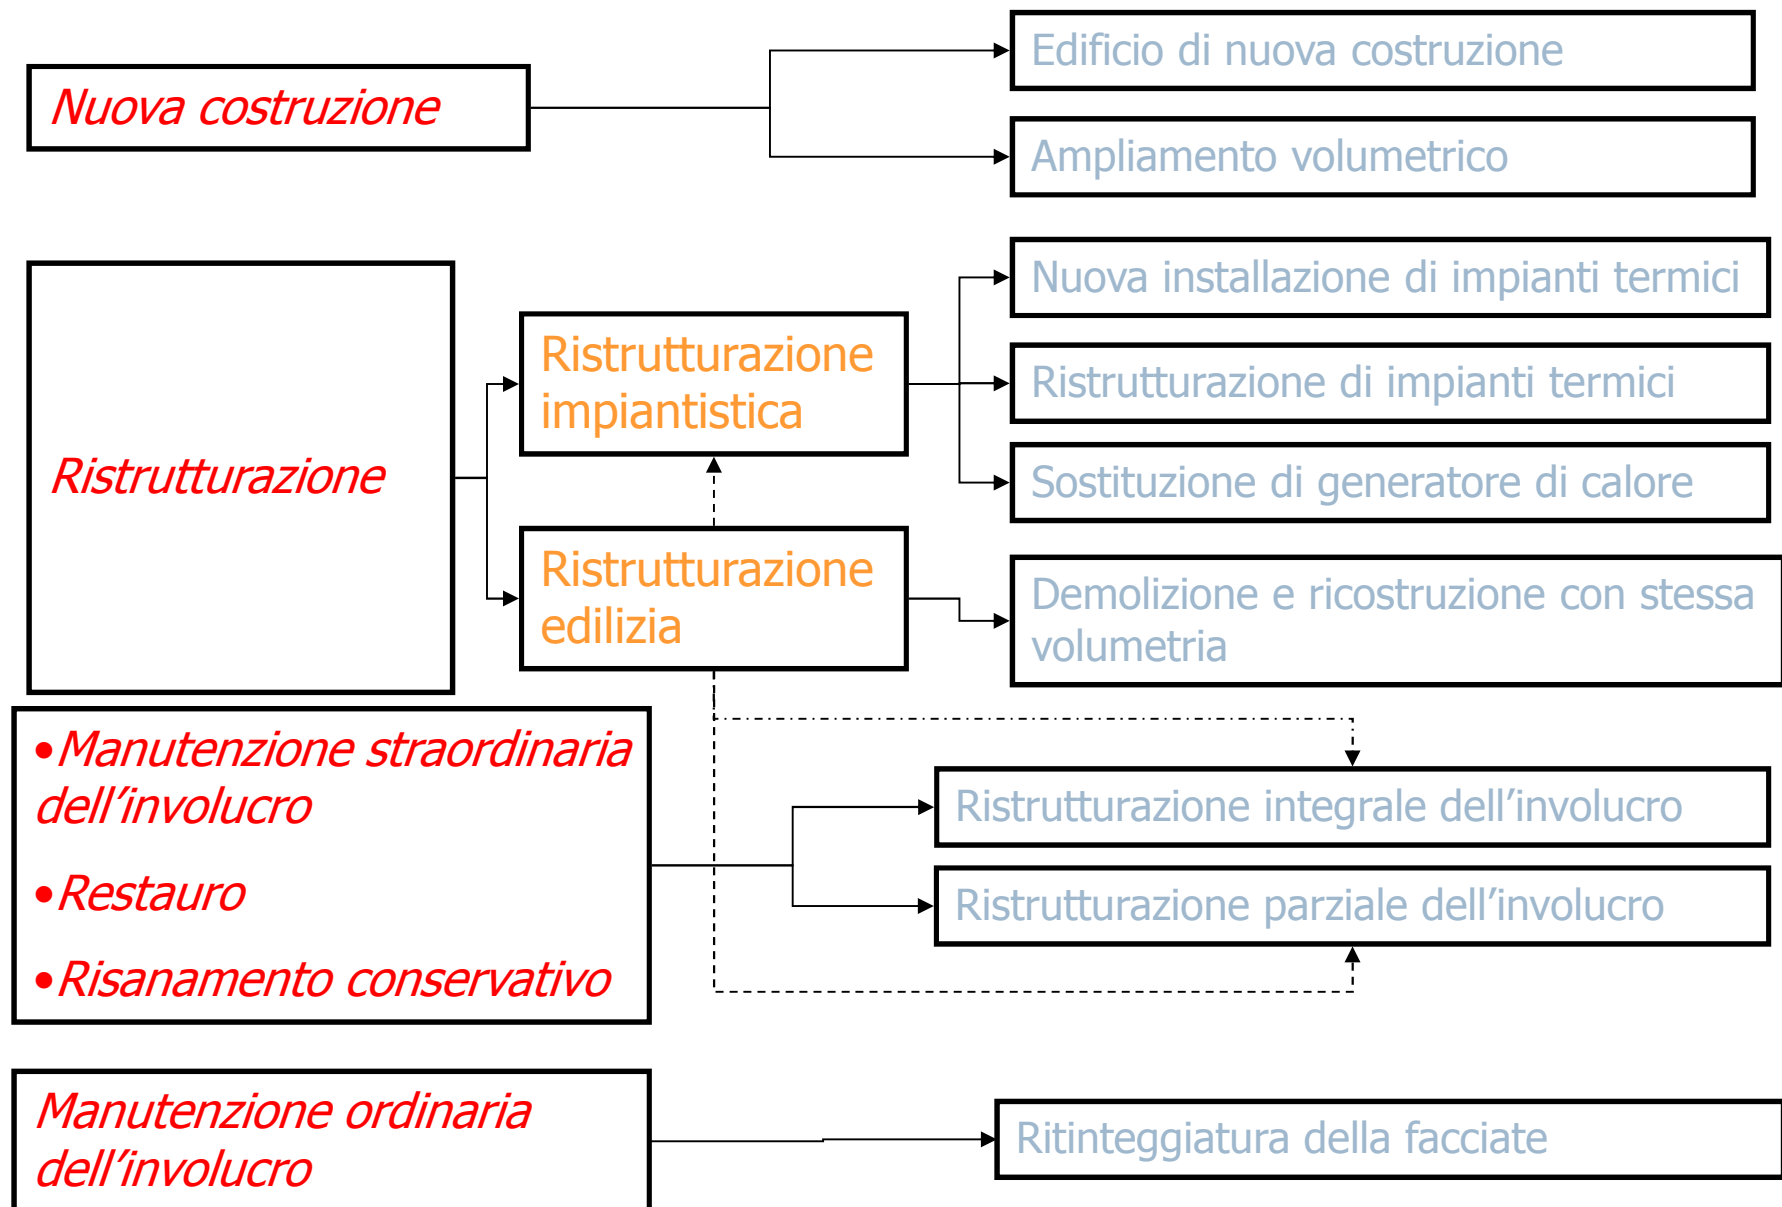 Nuova costruzione
Edificio di nuova costruzione
Ampliamento volumetrico
Ristrutturazione
Ristrutturazione
impiantistica
Nuova installazione di impianti termici
Ristrutturazione di impianti termici
Sostituzione di generatore di calore
Ristrutturazione
edilizia
Demolizione e ricostruzione con stessa
volumetria
•Manutenzione straordinaria
dell’involucro
•Restauro
•Risanamento conservativo
Ristrutturazione integrale dell’involucro
Ristrutturazione parziale dell’involucro
Manutenzione ordinaria
dell’involucro
Ritinteggiatura della facciate